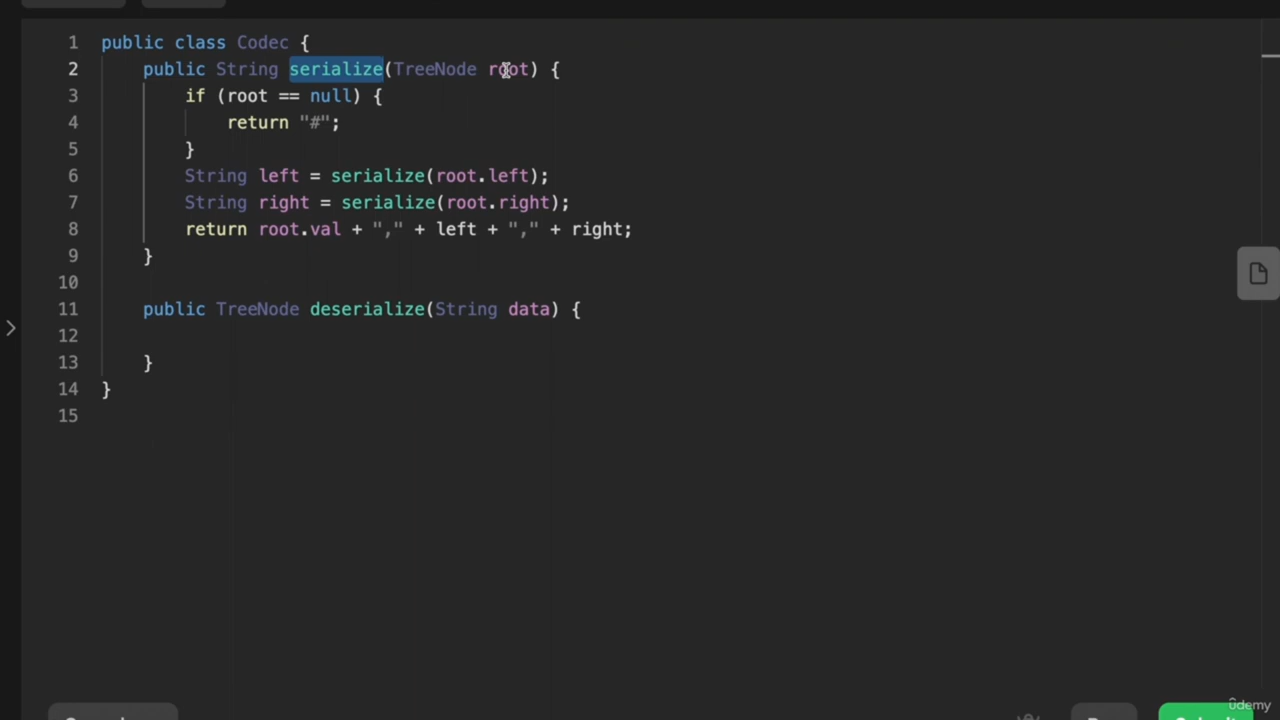 1 public class Codec {
2 public String serialize(TreeNode root) {
3 if (root == null) {
4 return "#";
5 }
6 String left = serialize(root.left);
7 String right = serialize(root.right);
8 return root.val + "," + left + "," + right;
9 }
10
11 public TreeNode deserialize(String data) {
12
13 }
14 }
15
ûdemy